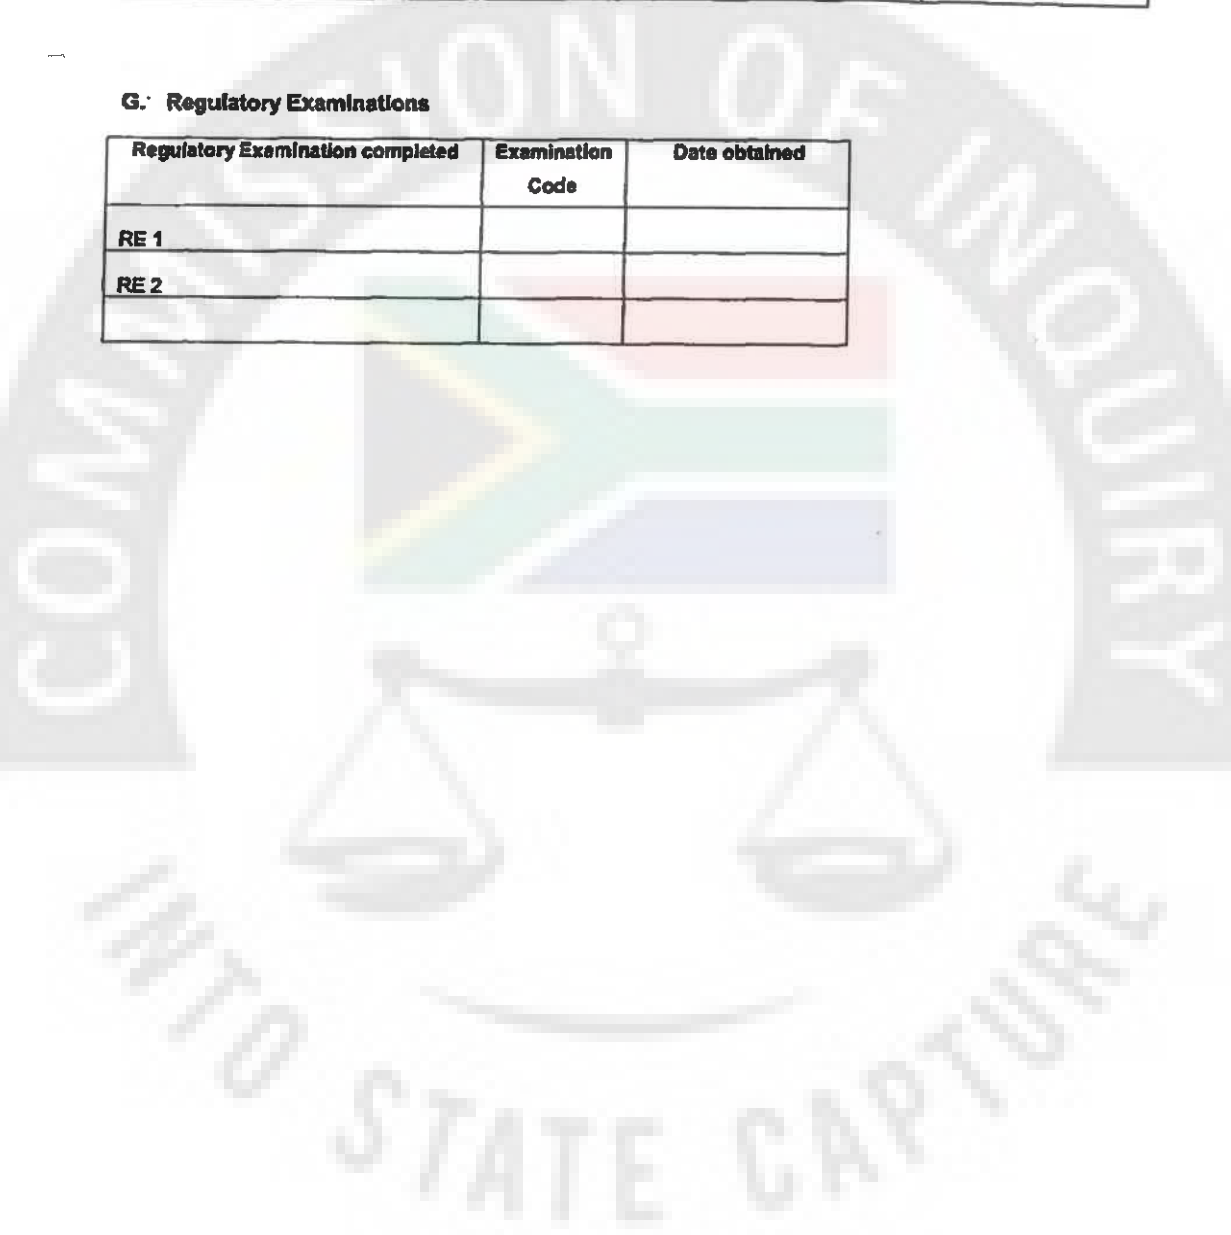 G. Regulatory Examinations
Regulatory Examination completed
Examination
Code
Date obtained
RE 1
RE 2
COMMISSION OF INQUIRY
INTO STATE CAPTURE